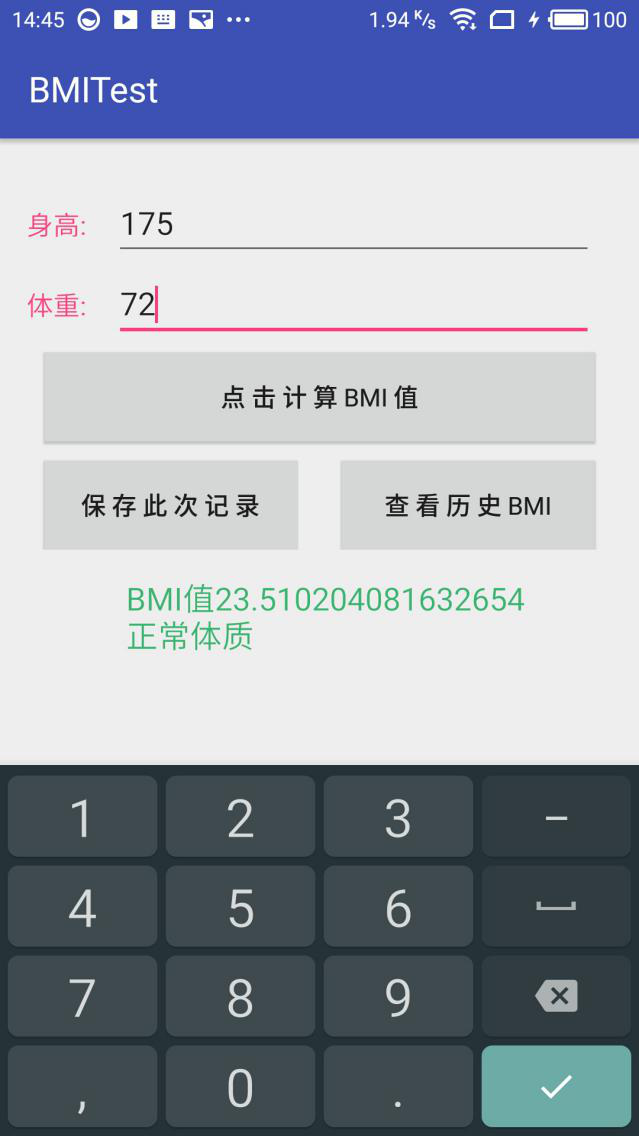 14:45 1.94 K/s 100
BMITest
身高: 175
体重: 72
点击计算BMI值
保存此次记录 查看历史BMI
BMI值23.510204081632654
正常体质
1 2 3 –
4 5 6
7 8 9
, 0 .